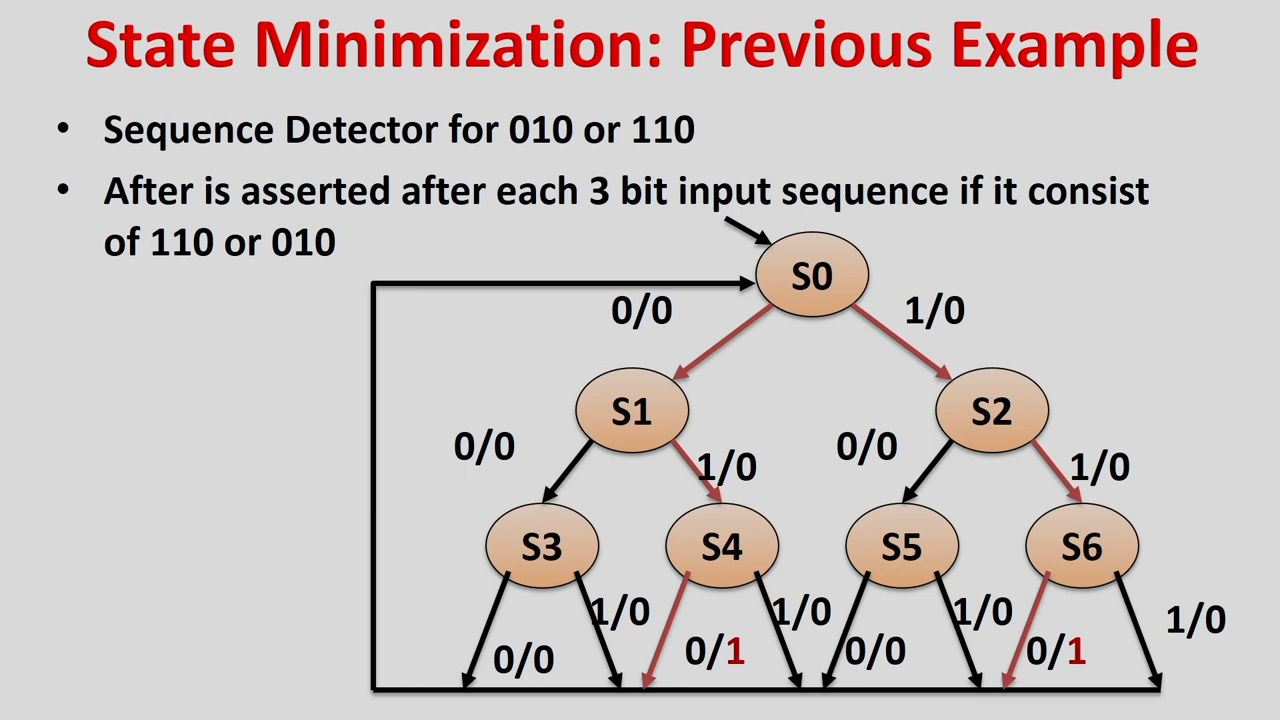 State Minimization: Previous Example
• Sequence Detector for 010 or 110
• After is asserted after each 3 bit input sequence if it consist
of 110 or 010
S0
0/0 1/0
S1 S2
0/0 1/0 0/0 1/0
S3 S4 S5 S6
1/0 1/0 1/0 1/0
0/0 0/1 0/0 0/1